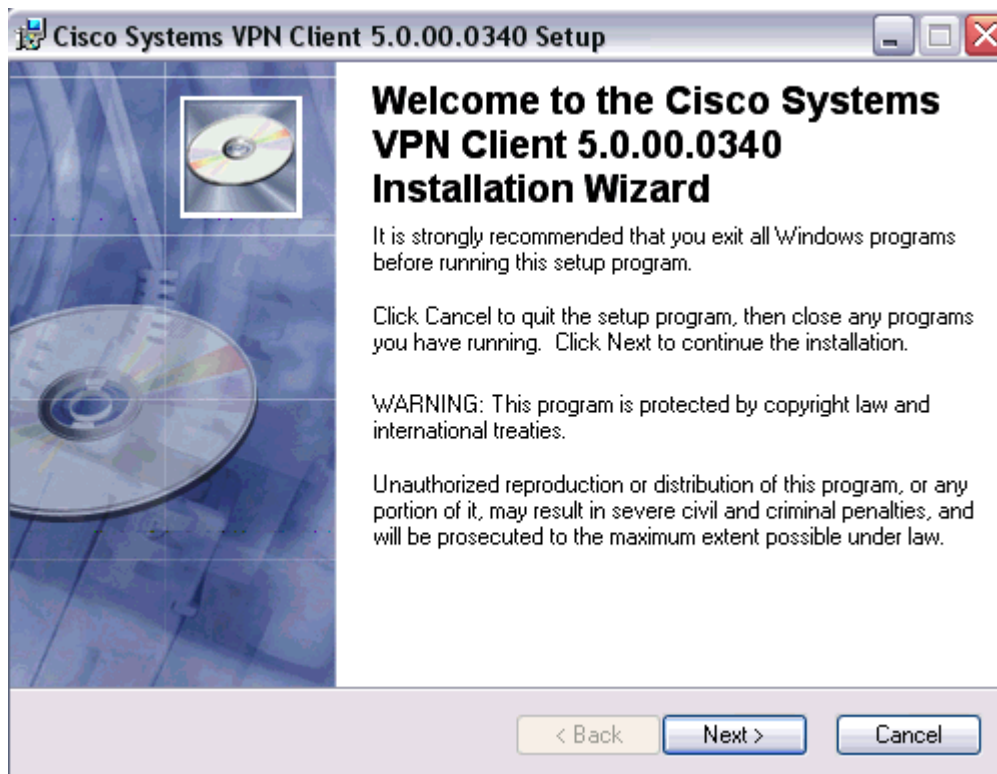 Cisco Systems VPN Client 5.0.00.0340 Setup
Welcome to the Cisco Systems
VPN Client 5.0.00.0340
Installation Wizard
It is strongly recommended that you exit all Windows programs
before running this setup program.
Click Cancel to quit the setup program, then close any programs
you have running.  Click Next to continue the installation.
WARNING: This program is protected by copyright law and
international treaties.
Unauthorized reproduction or distribution of this program, or any
portion of it, may result in severe civil and criminal penalties, and
will be prosecuted to the maximum extent possible under law.
< Back Next > Cancel